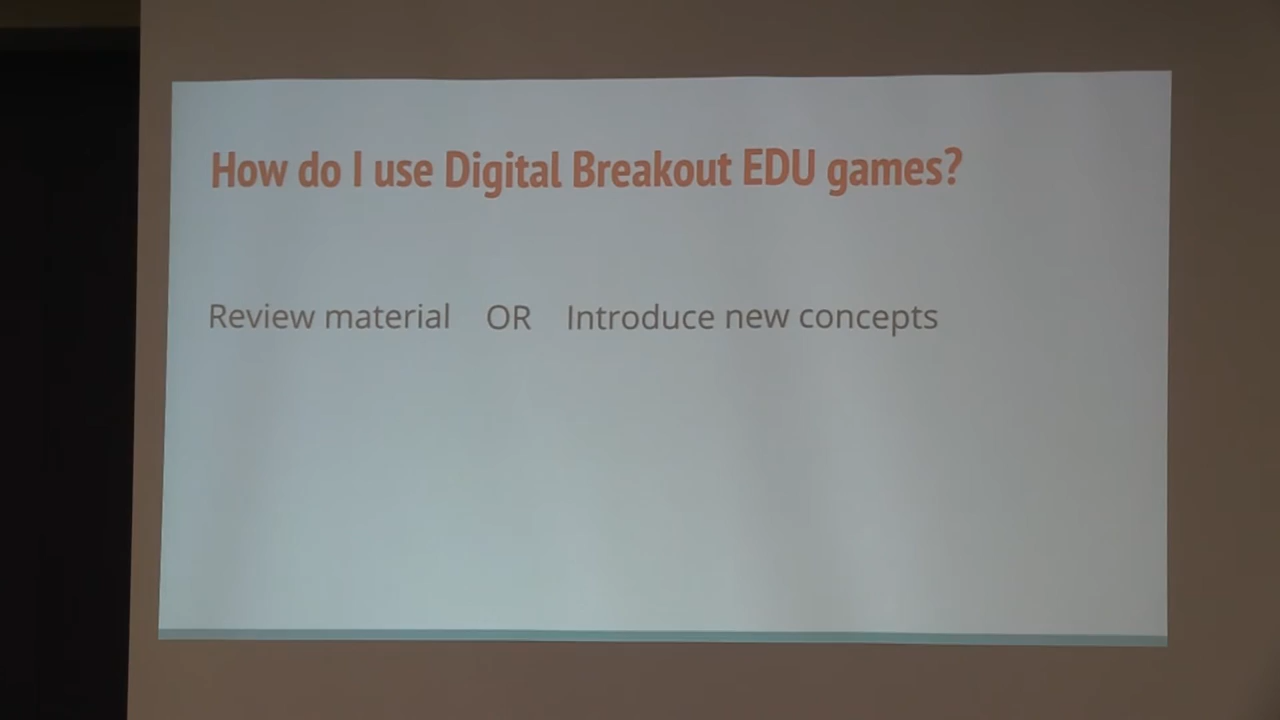 How do I use Digital Breakout EDU games?
Review material OR Introduce new concepts